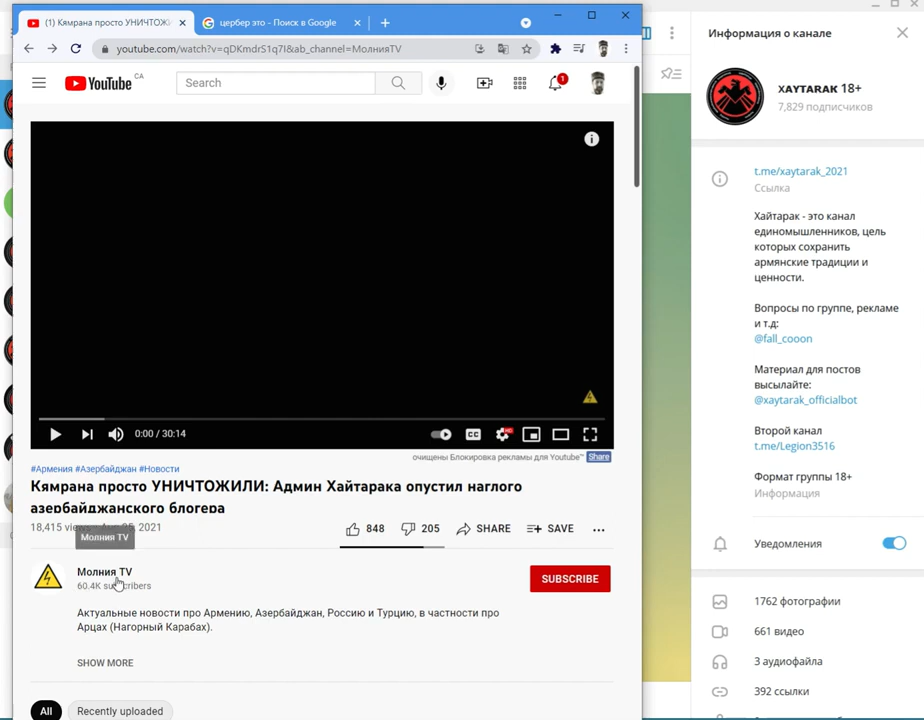 (1) Кямрана просто УНИЧТОЖИ
цербер это - Поиск в Google
youtube.com/watch?v=qDKmdrS1q7I&ab_channel=МолнияTV
YouTube CA
Search
1
0:00 / 30:14
CC
HD
очищены Блокировка рекламы для Youtube™ Share
#Армения #Азербайджан #Новости
Кямрана просто УНИЧТОЖИЛИ: Админ Хайтарака опустил наглого
азербайджанского блогера
18,415 views 2021
848 205 SHARE SAVE
Молния TV
Молния TV
60.4K subscribers
SUBSCRIBE
Актуальные новости про Армению, Азербайджан, Россию и Турцию, в частности про
Арцах (Нагорный Карабах).
SHOW MORE
All Recently uploaded
Информация о канале
XAYTARAK 18+
7,829 подписчиков
t.me/xaytarak_2021
Ссылка
Хайтарак - это канал
единомышленников, цель
которых сохранить
армянские традиции и
ценности.
Вопросы по группе, рекламе
и т.д:
@fall_cooon
Материал для постов
высылайте:
@xaytarak_officialbot
Второй канал
t.me/Legion3516
Формат группы 18+
Информация
Уведомления
1762 фотографии
661 видео
3 аудиофайла
392 ссылки